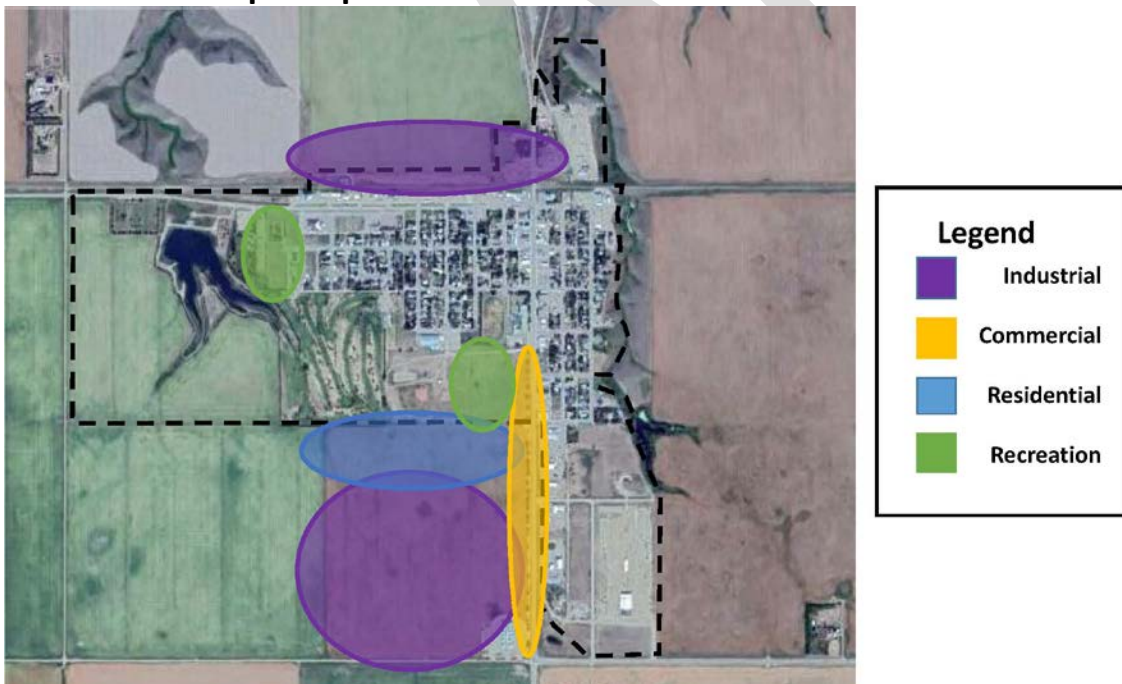 Legend
Industrial
Commercial
Residential
Recreation